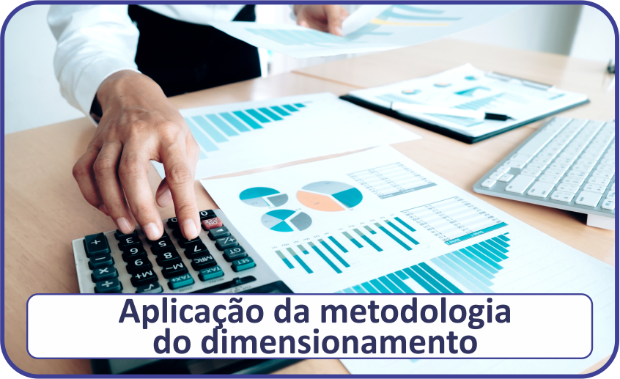 Aplicação da metodologia
do dimensionamento